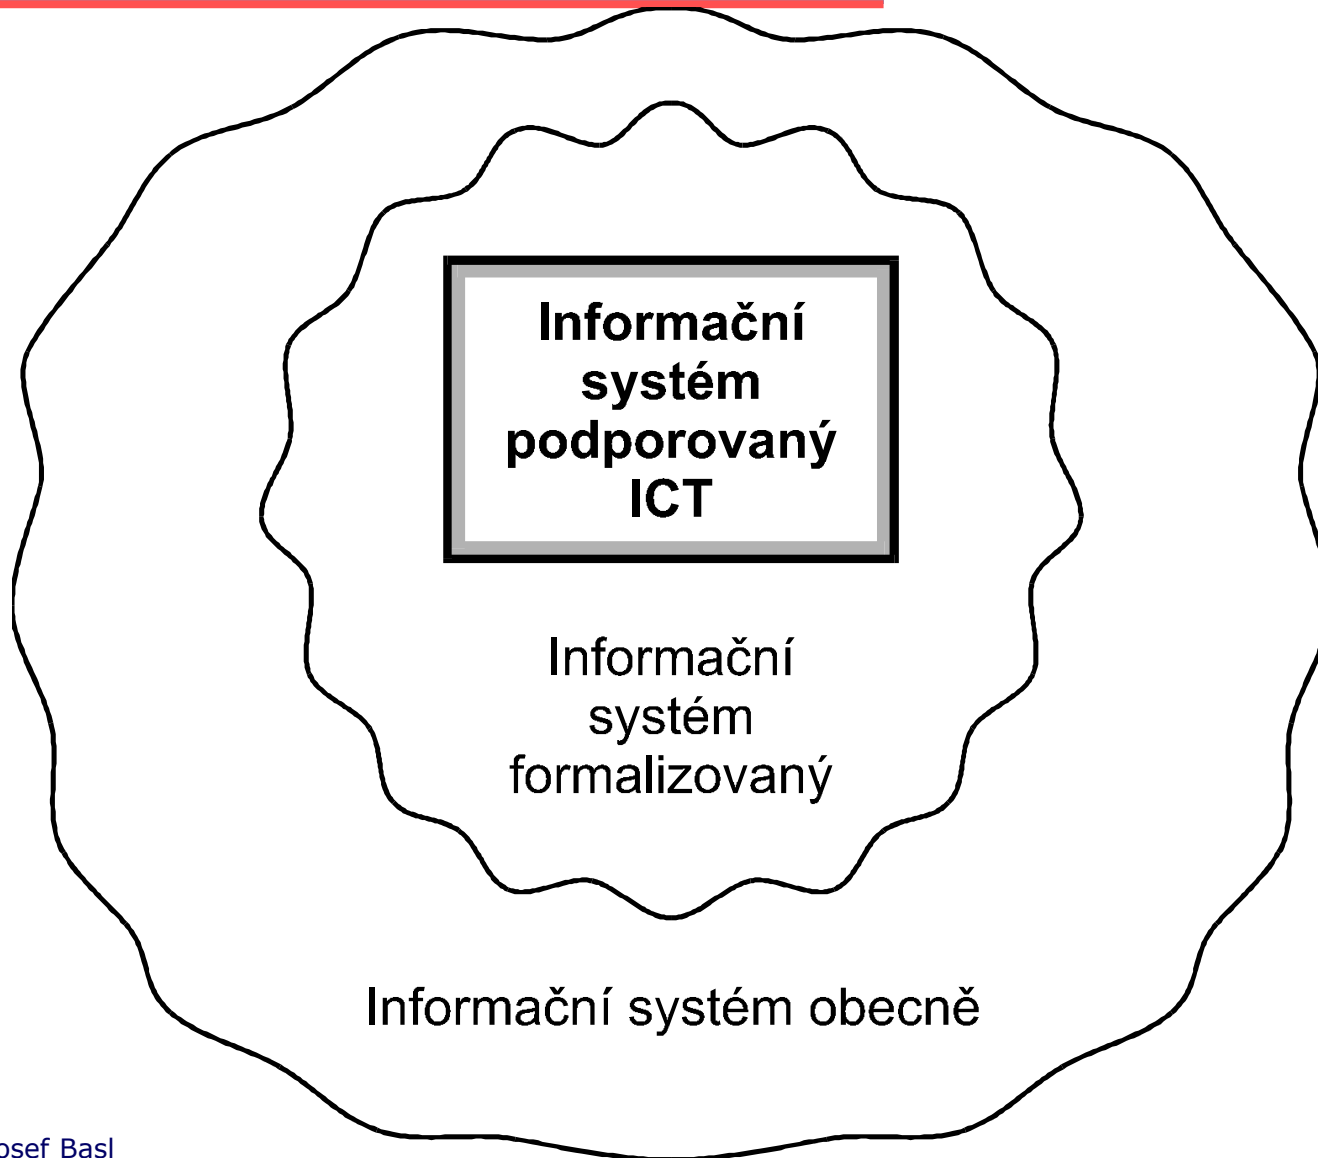 Informační
systém
podporovaný
ICT
Informační
systém
formalizovaný
Informační systém obecně
osef Basl